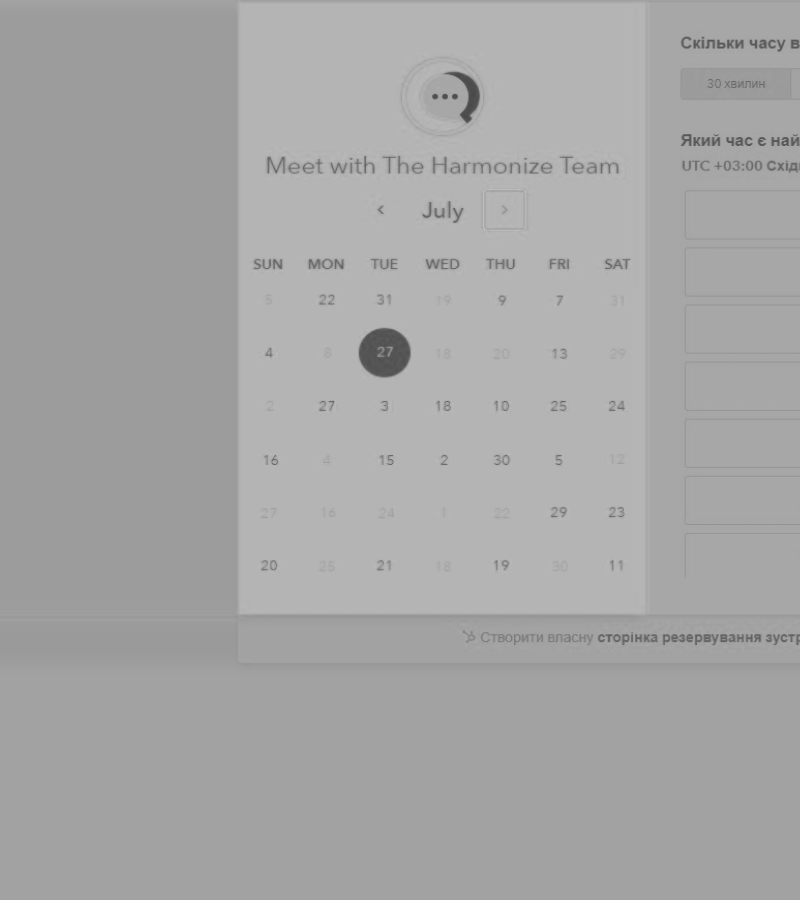 Скільки часу в
30 хвилин
Meet with The Harmonize Team
Який час є най
UTC +03:00 Східн
July
SUN MON TUE WED THU FRI SAT
5 22 31 19 9 7 31
4 8 27 18 20 13 29
2 27 3 18 10 25 24
16 4 15 2 30 5 12
27 16 24 1 22 29 23
20 25 21 18 19 30 11
Створити власну сторінка резервування зустр